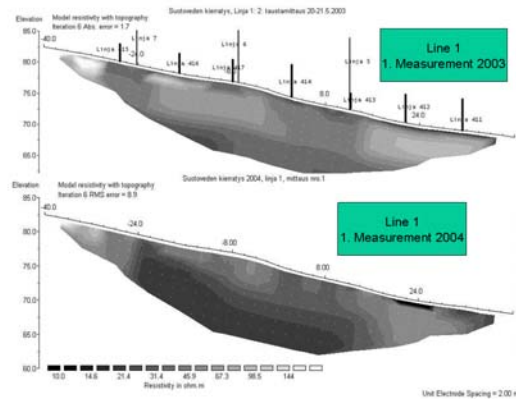 Suotoveden kierratys, Linja 1: 2. taustamittaus 20-21.5.2003
Elevation
Model resistivity with topography
Iteration 6 Abs. error = 1.7
-40.0
85.0
80.0
75.0
70.0
65.0
Linja 7
-24.0
Linja 414
Linja 6
Linja 414
8.0
Linja 5
Linja 413
24.0
Linja 412
Linja 411
Line 1
1. Measurement 2003
Suotoveden kierratys 2004, linja 1, mittaus nro.1
Elevation
Model resistivity with topography
Iteration 6 RMS error = 8.9
-40.0
85.0
80.0
75.0
70.0
65.0
60.0
-24.0
-8.00
8.00
24.0
Line 1
1. Measurement 2004
10.0 14.6 21.4 31.4 45.9 67.3 98.5 144
Resistivity in ohm.m
Unit Electrode Spacing = 2.00 m